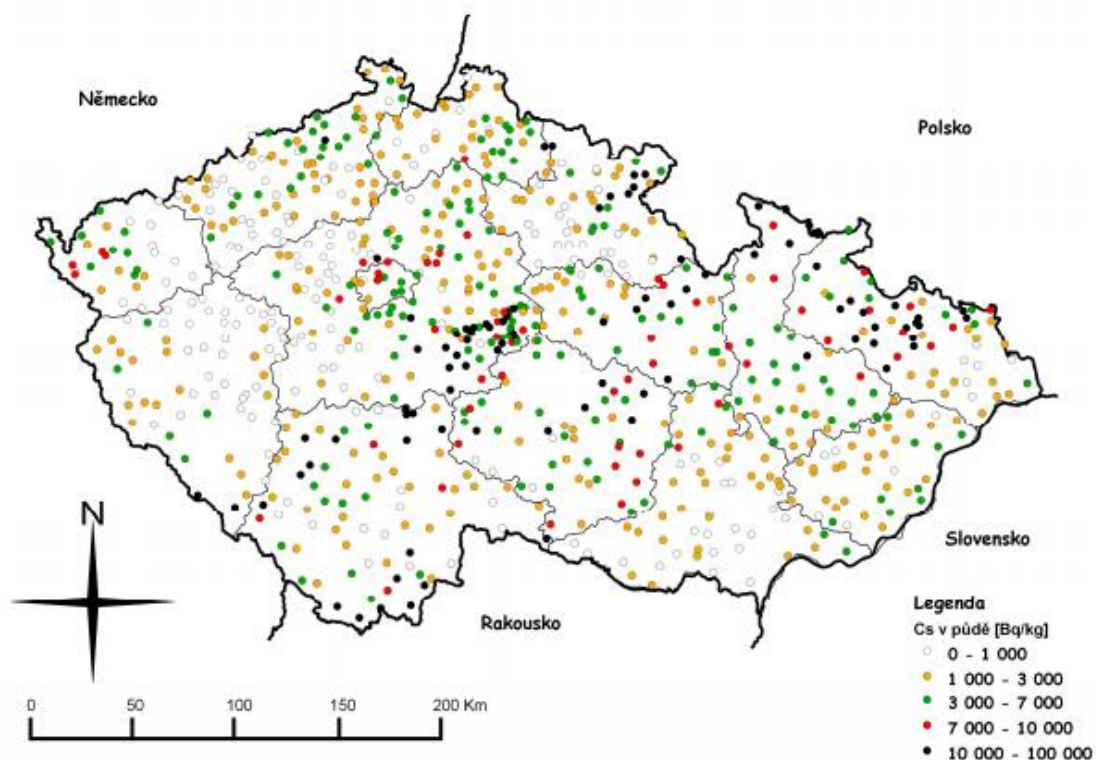 Německo
Polsko
N
Slovensko
Rakousko
Legenda
Cs v půdě [Bq/kg]
0 - 1 000
1 000 - 3 000
3 000 - 7 000
7 000 - 10 000
10 000 - 100 000
0 50 100 150 200 Km